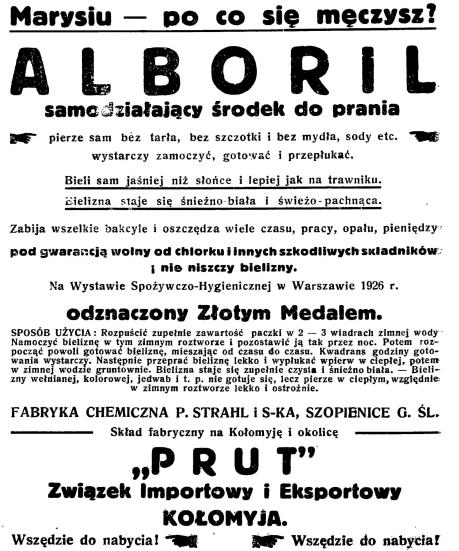 Marysiu — po co się męczysz?
ALBORIL
samodziałający środek do prania
pierze sam bez tarła, bez szczotki i bez mydła, sody etc.
wystarczy zamoczyć, gotować i przepłukać.
Bieli sam jaśniej niż słońce i lepiej jak na trawniku.
Bielizna staje się śnieżno-biała i świeżo-pachnąca.
Zabija wszelkie bakcyle i oszczędza wiele czasu, pracy, opału, pieniędzy
pod gwarancją wolny od chlorku i innych szkodliwych składników
i nie niszczy bielizny.
Na Wystawie Spożywczo-Hygienicznej w Warszawie 1926 r.
odznaczony Złotym Medalem.
SPOSÓB UŻYCIA: Rozpuścić zupełnie zawartość paczki w 2 — 3 wiadrach zimnej wody
Namoczyć bieliznę w tym zimnym roztworze i pozostawić ją tak przez noc. Potem roz-
począć powoli gotować bieliznę, mieszając od czasu do czasu. Kwadrans godziny goto-
wania wystarczy. Następnie przeprać bieliznę lekko i wypłukać wpierw w ciepłej, potem
w zimnej wodzie gruntownie. Bielizna staje się zupełnie czysta i śnieżno biała. — Bieli-
zny wełnianej, kolorowej, jedwab i t. p. nie gotuje się, lecz pierze w ciepłym, względnie
w zimnym roztworze lekko i ostrożnie.
FABRYKA CHEMICZNA P. STRAHL i S-KA, SZOPIENICE G. ŚL.
Skład fabryczny na Kołomyję i okolicę
„PRUT"
Związek Importowy i Eksportowy
KOŁOMYJA.
Wszędzie do nabycia! Wszędzie do nabycia!